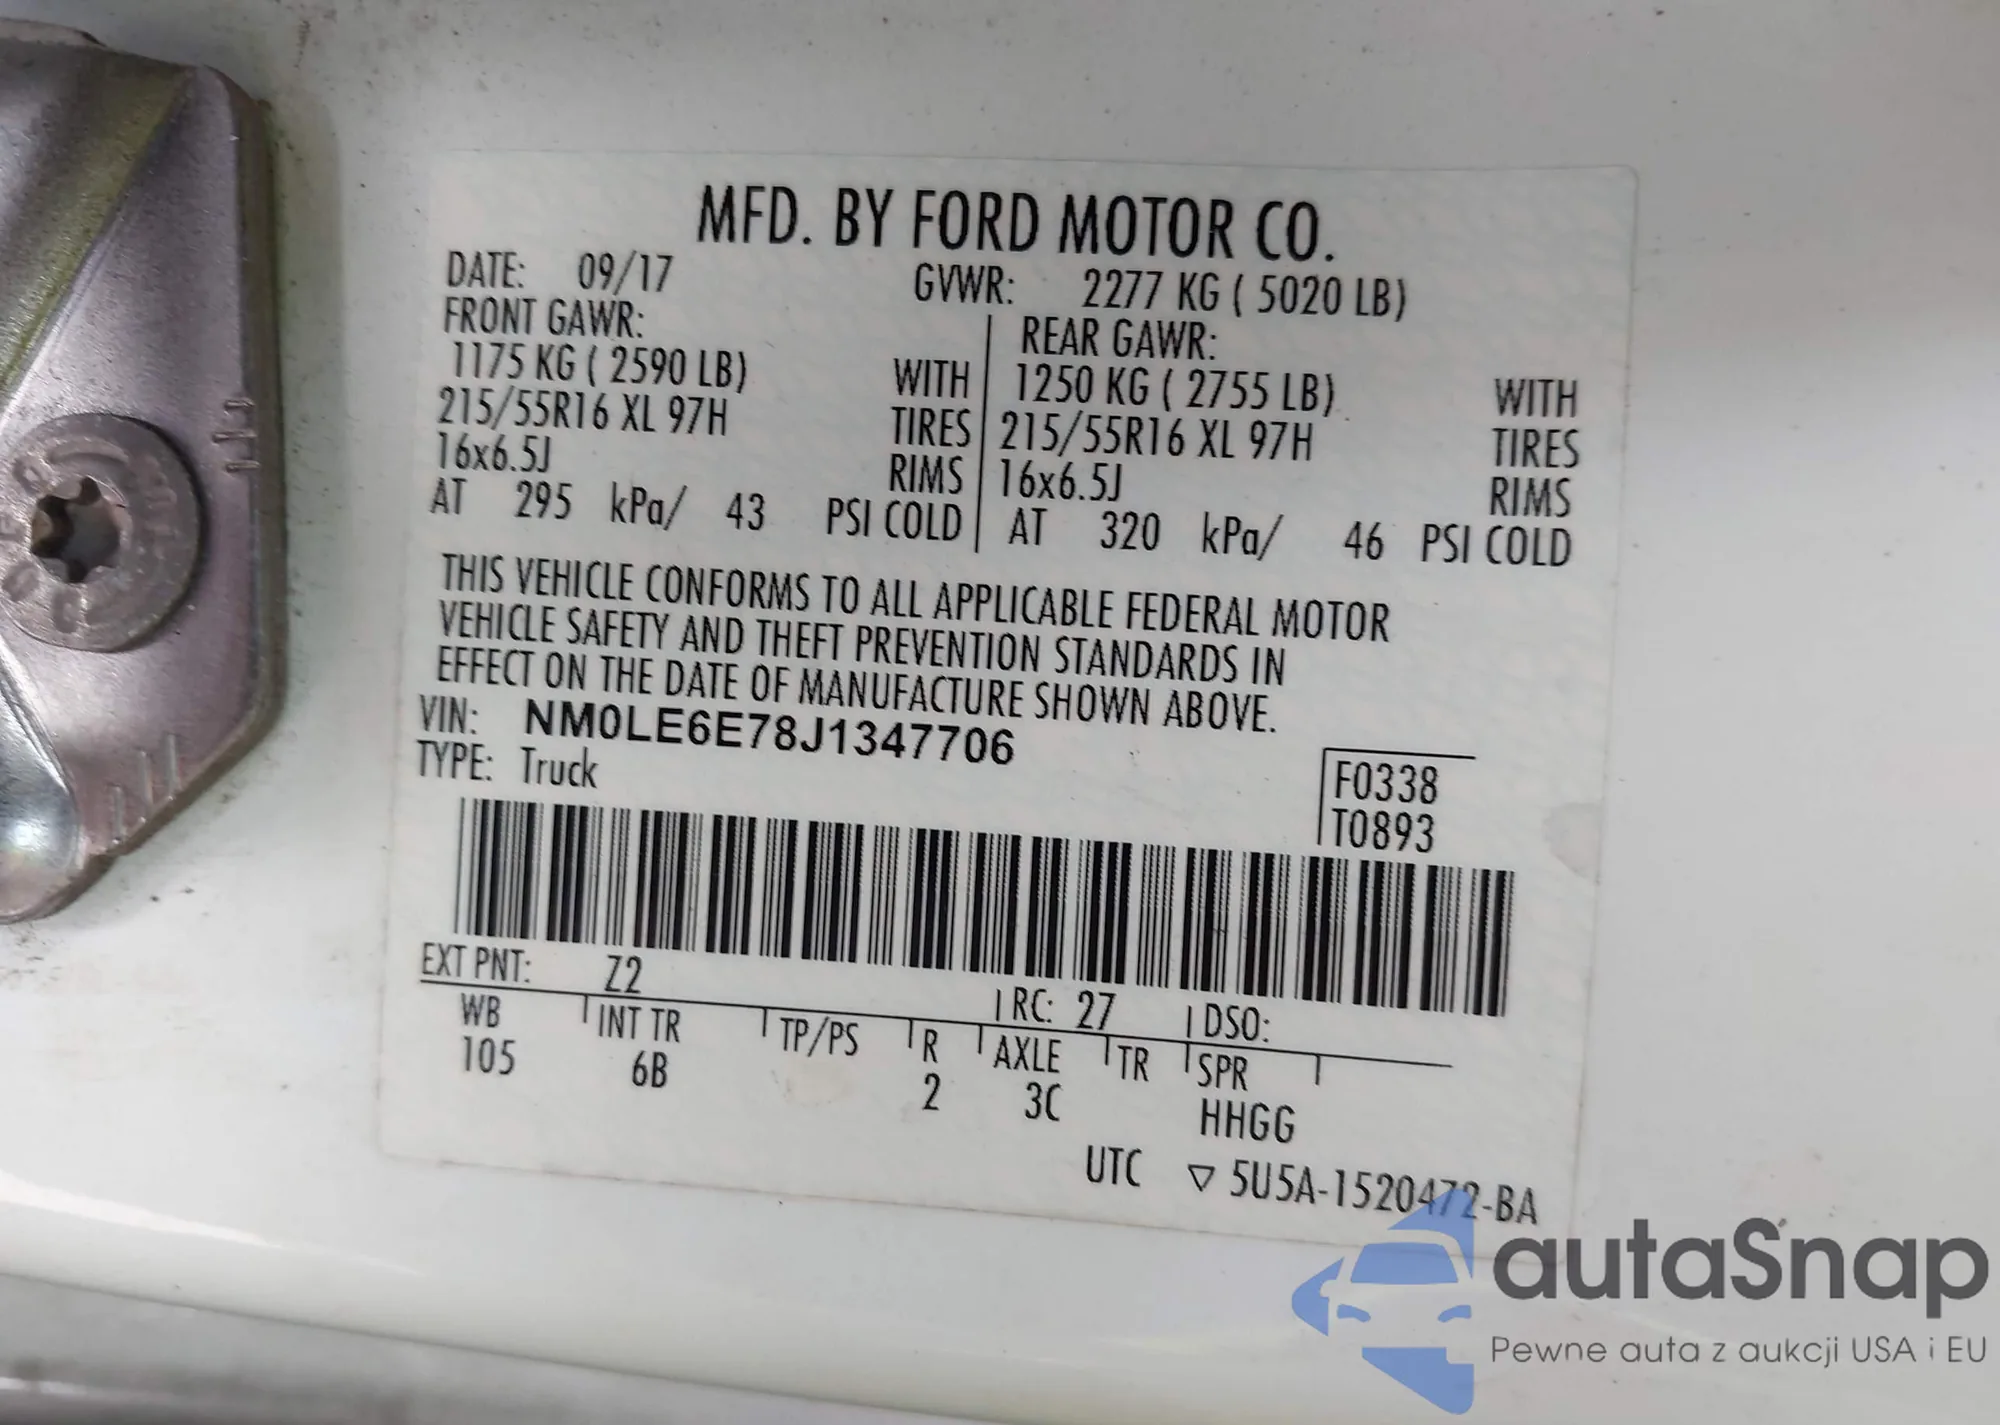 MFD. BY FORD MOTOR CO.
DATE: 09/17 GVWR: 2277 KG ( 5020 LB)
FRONT GAWR: REAR GAWR:
1175 KG ( 2590 LB) WITH 1250 KG ( 2755 LB) WITH
215/55R16 XL 97H TIRES 215/55R16 XL 97H TIRES
16x6.5J RIMS 16x6.5J RIMS
AT 295 kPa/ 43 PSI COLD AT 320 kPa/ 46 PSI COLD
THIS VEHICLE CONFORMS TO ALL APPLICABLE FEDERAL MOTOR
VEHICLE SAFETY AND THEFT PREVENTION STANDARDS IN
EFFECT ON THE DATE OF MANUFACTURE SHOWN ABOVE.
VIN: NM0LE6E78J1347706
TYPE: Truck
F0338
T0893
EXT PNT: Z2 RC: 27 DSO:
WB INT TR TP/PS R AXLE TR SPR
105 6B 2 3C HHGG
UTC ▽ 5U5A-1520472-BA
autaSnap
Pewne auta z aukcji USA i EU